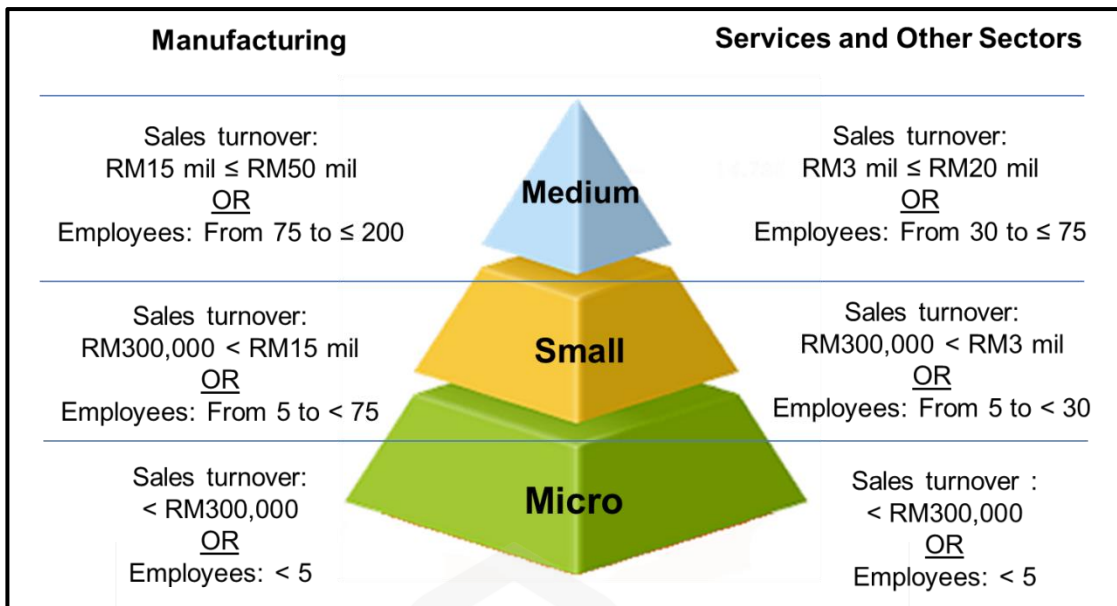 Manufacturing
Services and Other Sectors
Sales turnover:
RM15 mil ≤ RM50 mil
OR
Employees: From 75 to ≤ 200
Medium
Sales turnover:
RM3 mil ≤ RM20 mil
OR
Employees: From 30 to ≤ 75
Sales turnover:
RM300,000 < RM15 mil
OR
Employees: From 5 to < 75
Small
Sales turnover:
RM300,000 < RM3 mil
OR
Employees: From 5 to < 30
Sales turnover:
< RM300,000
OR
Employees: < 5
Micro
Sales turnover :
< RM300,000
OR
Employees: < 5